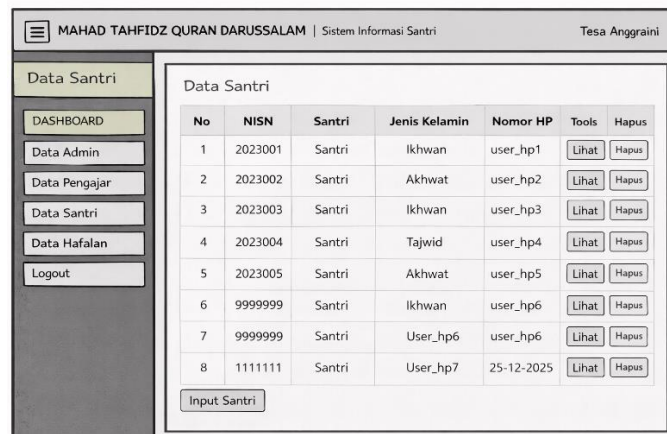 MAHAD TAHFIDZ QURAN DARUSSALAM | Sistem Informasi Santri Tesa Anggraini
Data Santri
DASHBOARD
Data Admin
Data Pengajar
Data Santri
Data Hafalan
Logout
Data Santri
No NISN Santri Jenis Kelamin Nomor HP Tools Hapus
1 2023001 Santri Ikhwan user_hp1 Lihat Hapus
2 2023002 Santri Akhwat user_hp2 Lihat Hapus
3 2023003 Santri Ikhwan user_hp3 Lihat Hapus
4 2023004 Santri Tajwid user_hp4 Lihat Hapus
5 2023005 Santri Akhwat user_hp5 Lihat Hapus
6 9999999 Santri Ikhwan user_hp6 Lihat Hapus
7 9999999 Santri User_hp6 user_hp6 Lihat Hapus
8 1111111 Santri User_hp7 25-12-2025 Lihat Hapus
Input Santri